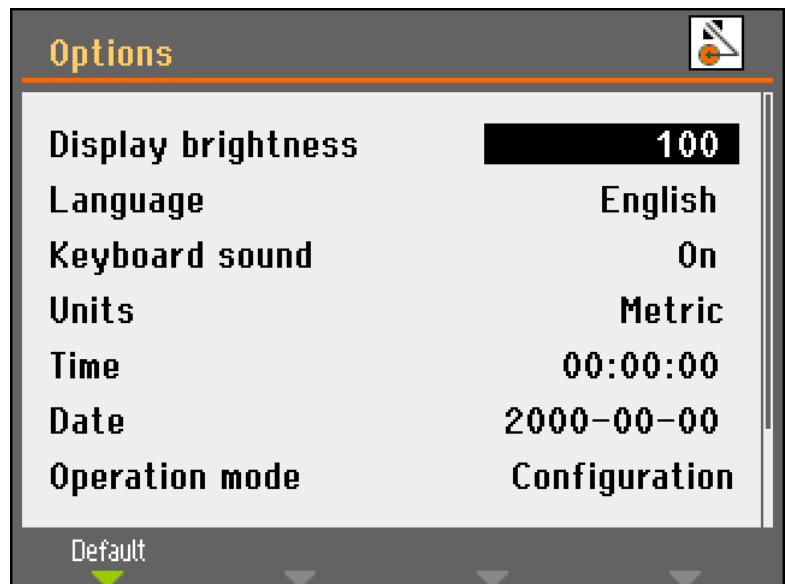 Options
Display brightness 100
Language English
Keyboard sound On
Units Metric
Time 00:00:00
Date 2000-00-00
Operation mode Configuration
Default